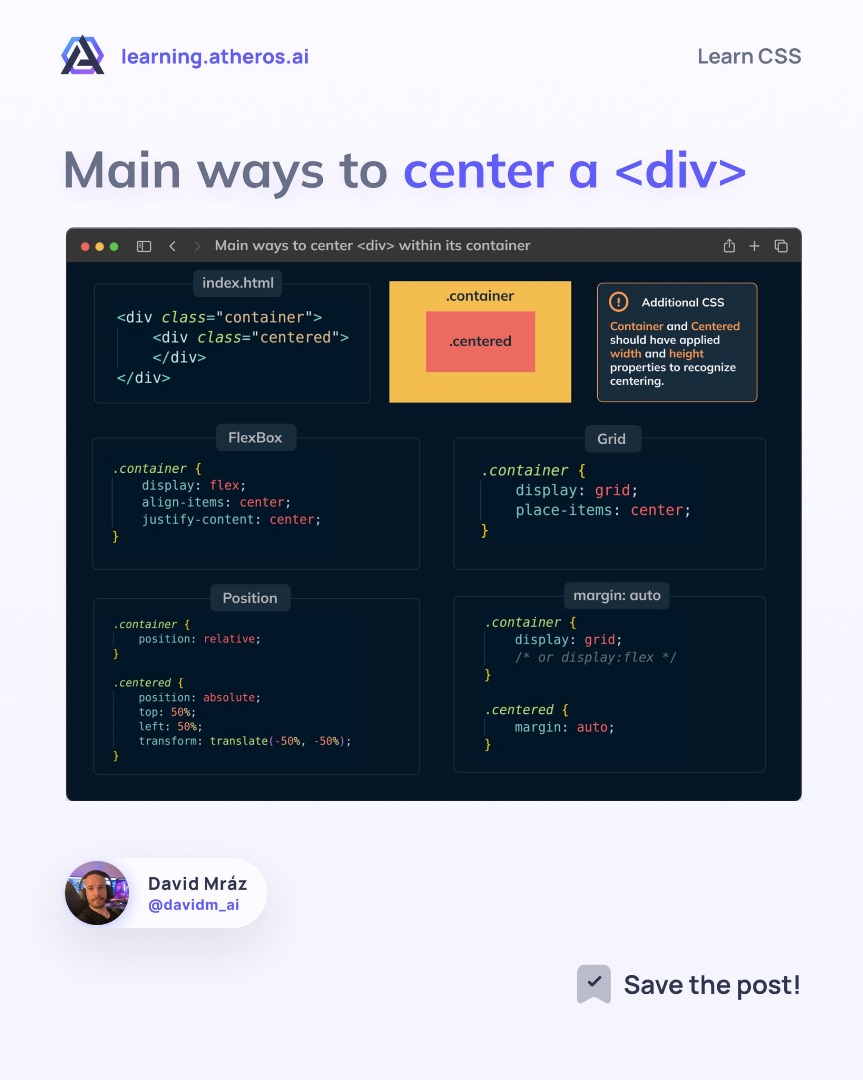 learning.atheros.ai
Learn CSS
Main ways to center a <div>
Main ways to center <div> within its container
index.html
<div class="container">
    <div class="centered">
    </div>
</div>
.container
.centered
! Additional CSS
Container and Centered
should have applied
width and height
properties to recognize
centering.
FlexBox
.container {
    display: flex;
    align-items: center;
    justify-content: center;
}
Grid
.container {
    display: grid;
    place-items: center;
}
Position
.container {
    position: relative;
}
.centered {
    position: absolute;
    top: 50%;
    left: 50%;
    transform: translate(-50%, -50%);
}
margin: auto
.container {
    display: grid;
    /* or display:flex */
}
.centered {
    margin: auto;
}
David Mráz
@davidm_ai
Save the post!